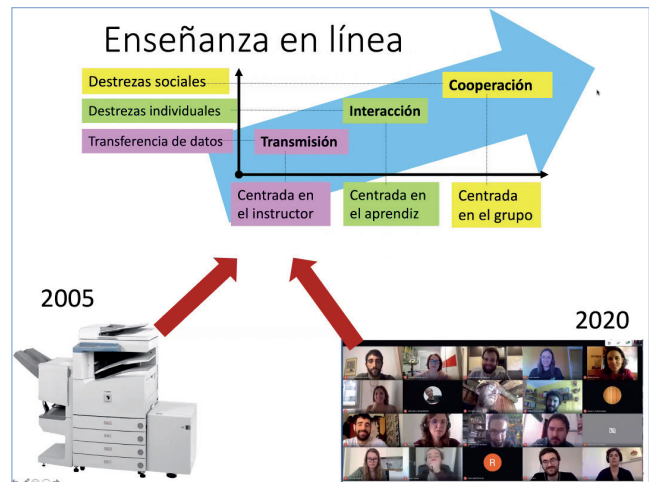 Enseñanza en línea
Destrezas sociales
Cooperación
Destrezas individuales
Interacción
Transferencia de datos
Transmisión
Centrada en
el instructor
Centrada en
el aprendiz
Centrada
en el grupo
2005
2020
R